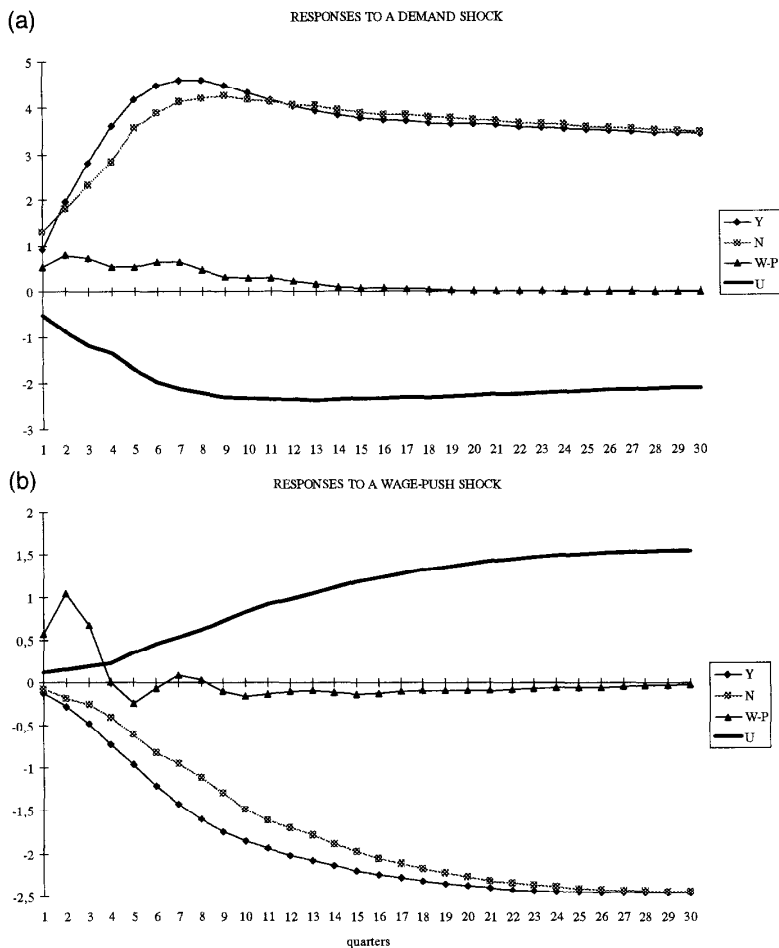 (a)
RESPONSES TO A DEMAND SHOCK
5
4
3
2
1
0
-1
-2
-3
1 2 3 4 5 6 7 8 9 10 11 12 13 14 15 16 17 18 19 20 21 22 23 24 25 26 27 28 29 30
Y
N
W-P
U
(b)
RESPONSES TO A WAGE-PUSH SHOCK
2
1,5
1
0,5
0
-0,5
-1
-1,5
-2
-2,5
1 2 3 4 5 6 7 8 9 10 11 12 13 14 15 16 17 18 19 20 21 22 23 24 25 26 27 28 29 30
quarters
Y
N
W-P
U